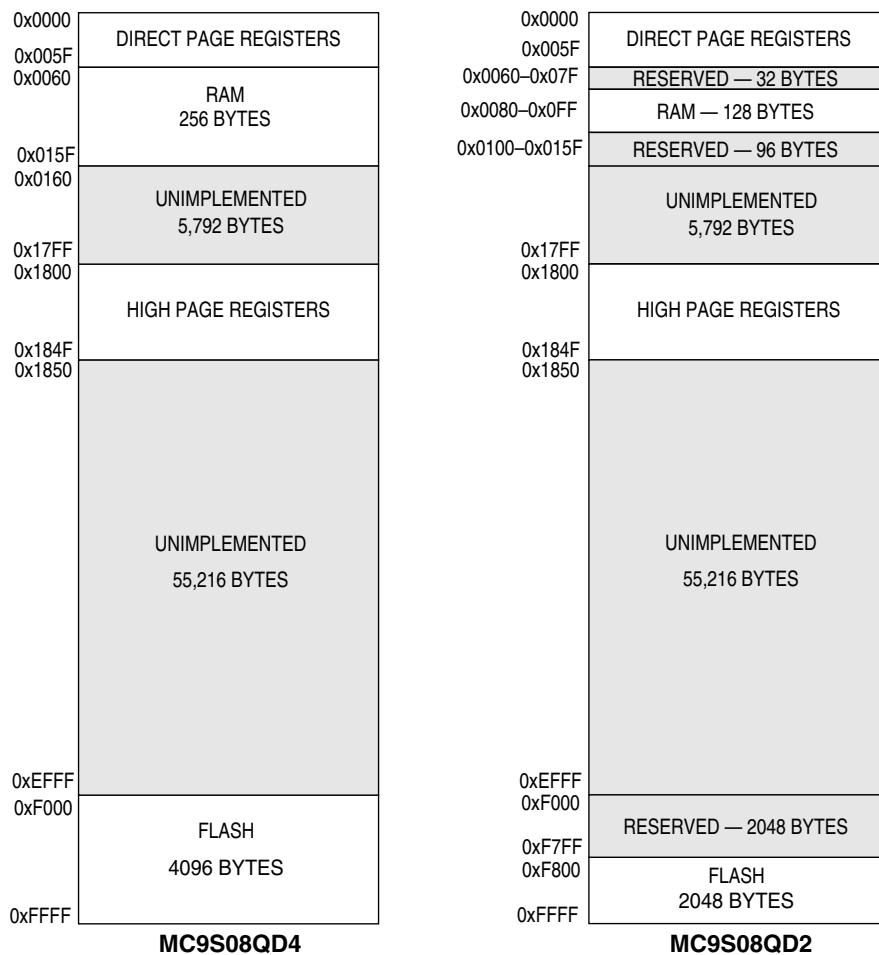 0x0000
DIRECT PAGE REGISTERS
0x005F
0x0060
RAM
256 BYTES
0x015F
0x0160
UNIMPLEMENTED
5,792 BYTES
0x17FF
0x1800
HIGH PAGE REGISTERS
0x184F
0x1850
UNIMPLEMENTED
55,216 BYTES
0xEFFF
0xF000
FLASH
4096 BYTES
0xFFFF
MC9S08QD4
0x0000
DIRECT PAGE REGISTERS
0x005F
0x0060–0x07F
RESERVED — 32 BYTES
0x0080–0x0FF
RAM — 128 BYTES
0x0100–0x015F
RESERVED — 96 BYTES
UNIMPLEMENTED
5,792 BYTES
0x17FF
0x1800
HIGH PAGE REGISTERS
0x184F
0x1850
UNIMPLEMENTED
55,216 BYTES
0xEFFF
0xF000
RESERVED — 2048 BYTES
0xF7FF
0xF800
FLASH
2048 BYTES
0xFFFF
MC9S08QD2